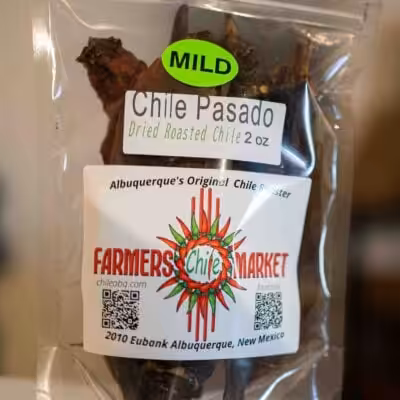 MILD
Chile Pasado
Dried Roasted Chile 2 oz
Albuquerque's Original Chile Roaster
FARMERS Chile MARKET
chileabq.com
2010 Eubank Albuquerque, New Mexico